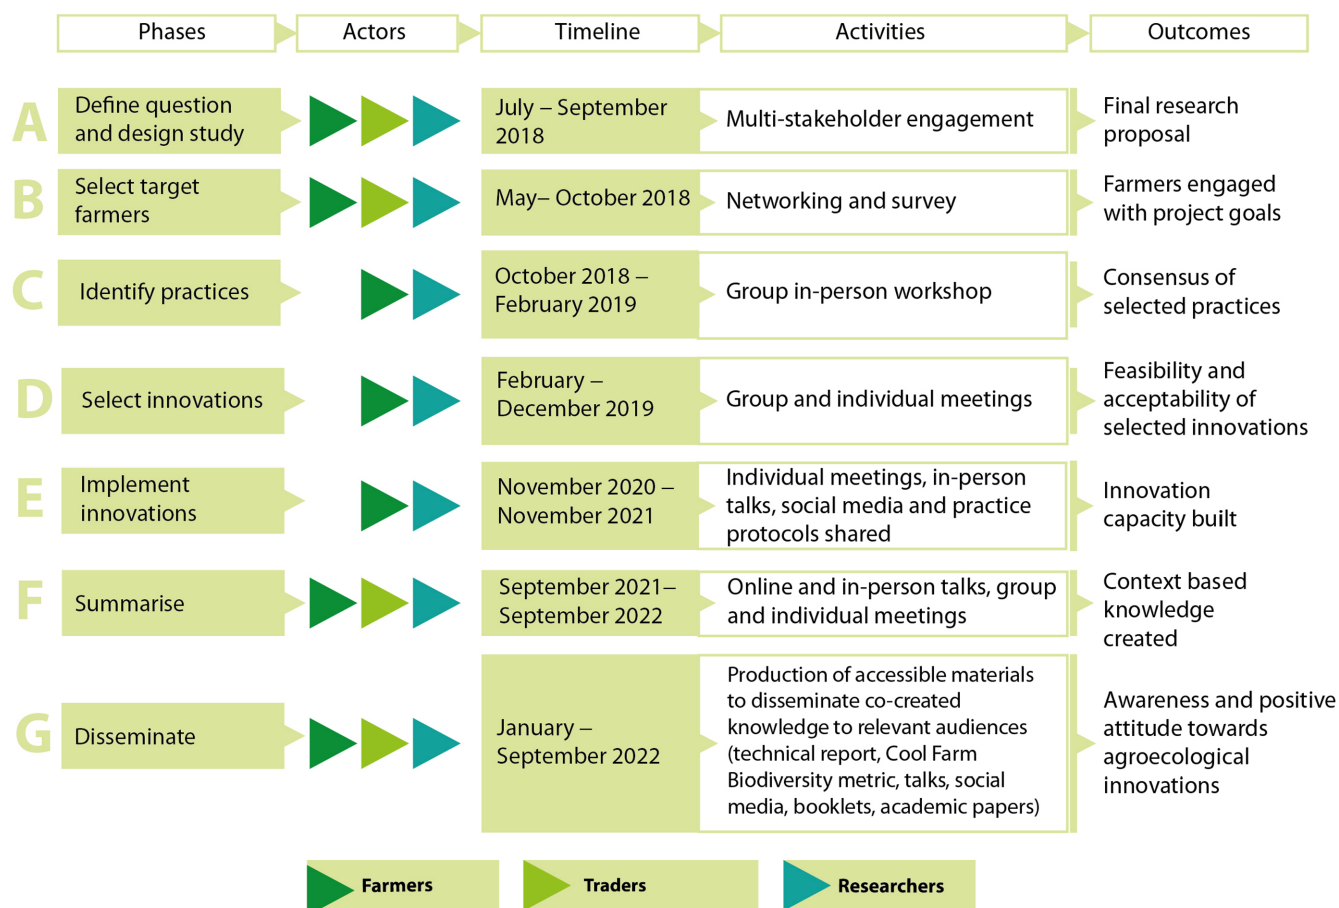 Phases
Actors
Timeline
Activities
Outcomes
A
Define question
and design study
July – September
2018
Multi-stakeholder engagement
Final research
proposal
B
Select target
farmers
May– October 2018
Networking and survey
Farmers engaged
with project goals
C
Identify practices
October 2018 –
February 2019
Group in-person workshop
Consensus of
selected practices
D
Select innovations
February –
December 2019
Group and individual meetings
Feasibility and
acceptability of
selected innovations
E
Implement
innovations
November 2020 –
November 2021
Individual meetings, in-person
talks, social media and practice
protocols shared
Innovation
capacity built
F
Summarise
September 2021–
September 2022
Online and in-person talks, group
and individual meetings
Context based
knowledge
created
G
Disseminate
January –
September 2022
Production of accessible materials
to disseminate co-created
knowledge to relevant audiences
(technical report, Cool Farm
Biodiversity metric, talks, social
media, booklets, academic papers)
Awareness and positive
attitude towards
agroecological
innovations
Farmers
Traders
Researchers